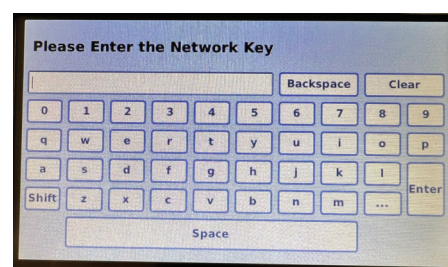 Please Enter the Network Key
Backspace Clear
0 1 2 3 4 5 6 7 8 9
q w e r t y u i o p
a s d f g h j k l Enter
Shift z x c v b n m ...
Space